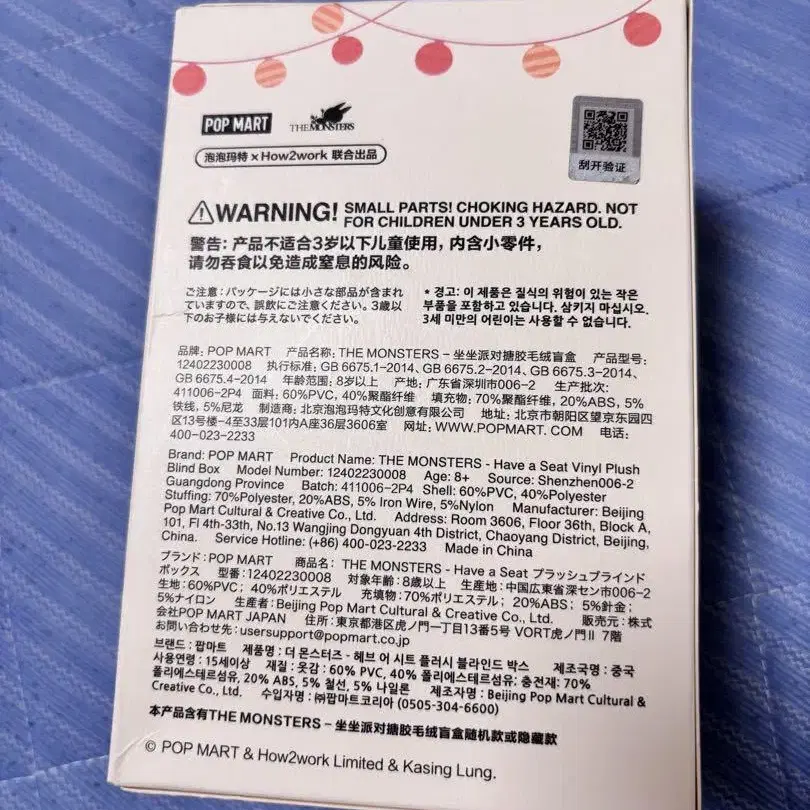 POP MART THE MONSTERS
泡泡玛特 × How2work 联合出品
刮开验证
WARNING! SMALL PARTS! CHOKING HAZARD. NOT
FOR CHILDREN UNDER 3 YEARS OLD.
警告: 产品不适合3岁以下儿童使用，内含小零件，
请勿吞食以免造成窒息的风险。
ご注意：パッケージには小さな部品が含まれ
ていますので、誤飲にご注意ください。3歳以
下のお子様には与えないでください。
* 경고: 이 제품은 질식의 위험이 있는 작은
부품을 포함하고 있습니다. 삼키지 마십시오.
3세 미만의 어린이는 사용할 수 없습니다.
品牌: POP MART 产品名称: THE MONSTERS – 坐坐派对搪胶毛绒盲盒 产品型号:
12402230008 执行标准: GB 6675.1-2014、GB 6675.2-2014、GB 6675.3-2014、
GB 6675.4-2014 年龄范围: 8岁以上 产地: 广东省深圳市006-2 生产批次:
411006-2P4 面料: 60%PVC, 40%聚酯纤维 填充物: 70%聚酯纤维, 20%ABS, 5%
铁线, 5%尼龙 制造商: 北京泡泡玛特文化创意有限公司 地址: 北京市朝阳区望京东园四
区13号楼-4至33层101内A座36层3606室 网址: WWW.POPMART. COM 电话:
400-023-2233
Brand: POP MART Product Name: THE MONSTERS - Have a Seat Vinyl Plush
Blind Box Model Number: 12402230008 Age: 8+ Source: Shenzhen006-2
Guangdong Province Batch: 411006-2P4 Shell: 60%PVC, 40%Polyester
Stuffing: 70%Polyester, 20%ABS, 5% Iron Wire, 5%Nylon Manufacturer: Beijing
Pop Mart Cultural & Creative Co., Ltd. Address: Room 3606, Floor 36th, Block A,
101, Fl 4th-33th, No.13 Wangjing Dongyuan 4th District, Chaoyang District, Beijing,
China. Service Hotline: (+86) 400-023-2233 Made in China
ブランド: POP MART 商品名: THE MONSTERS – Have a Seat プラッシュブラインド
ボックス 型番: 12402230008 対象年齢: 8歳以上 生産地: 中国広東省深セン市006-2
生地: 60%PVC； 40%ポリエステル 充填物: 70%ポリエステル； 20%ABS； 5%針金；
5%ナイロン 生産者: Beijing Pop Mart Cultural & Creative Co., Ltd. 販売元: 株式
会社POP MART JAPAN 住所: 東京都港区虎ノ門一丁目13番5号 VORT虎ノ門Ⅱ 7階
お問い合わせ先: usersupport@popmart.co.jp
브랜드: 팝마트 제품명: 더 몬스터즈 - 헤브 어 시트 플러시 블라인드 박스 제조국명: 중국
사용연령: 15세이상 재질: 옷감: 60% PVC, 40% 폴리에스테르섬유: 충전재: 70%
폴리에스테르섬유, 20% ABS, 5% 철선, 5% 나일론 제조자명: Beijing Pop Mart Cultural &
Creative Co., Ltd. 수입자명: ㈜팝마트코리아 (0505-304-6600)
本产品含有THE MONSTERS – 坐坐派对搪胶毛绒盲盒随机款或隐藏款
© POP MART & How2work Limited & Kasing Lung.